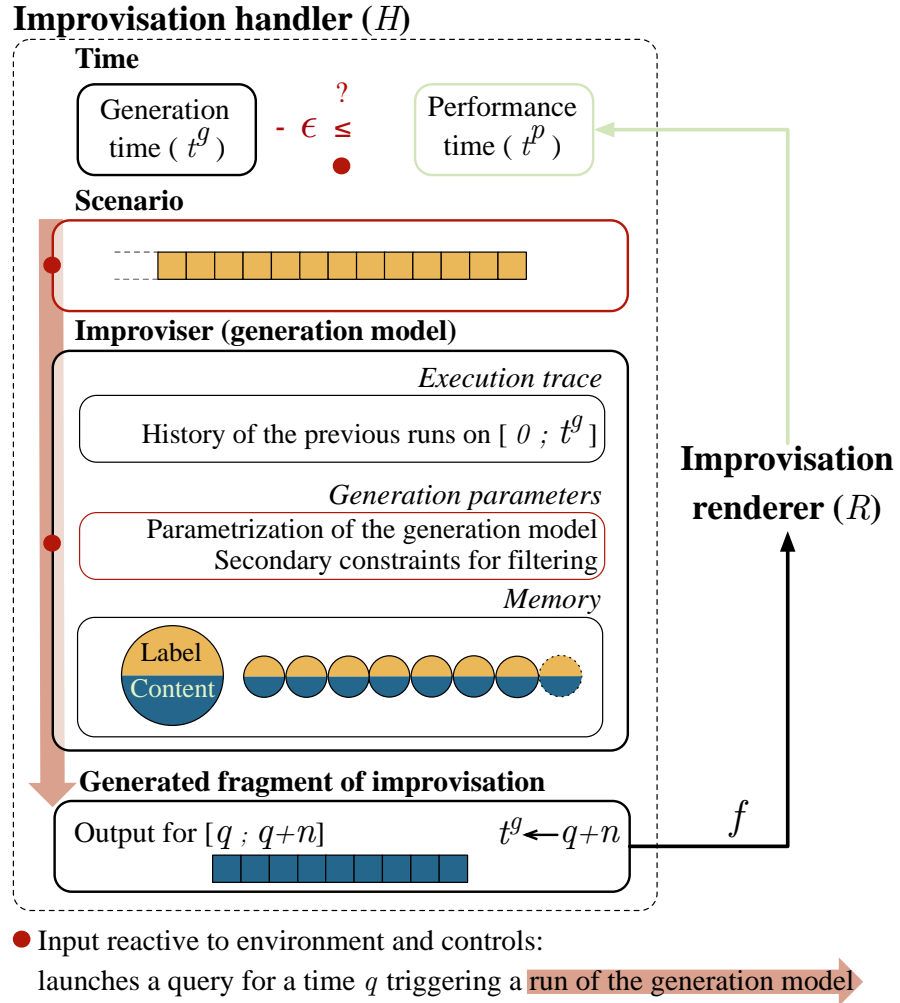 Improvisation handler (H)
Time
Generation
time ( t^g )
- ϵ ≤
?
Performance
time ( t^p )
Scenario
Improviser (generation model)
Execution trace
History of the previous runs on [ 0 ; t^g ]
Generation parameters
Parametrization of the generation model
Secondary constraints for filtering
Memory
Label
Content
Improvisation
renderer (R)
Generated fragment of improvisation
Output for [q ; q+n]
t^g ← q+n
f
Input reactive to environment and controls:
launches a query for a time q triggering a run of the generation model